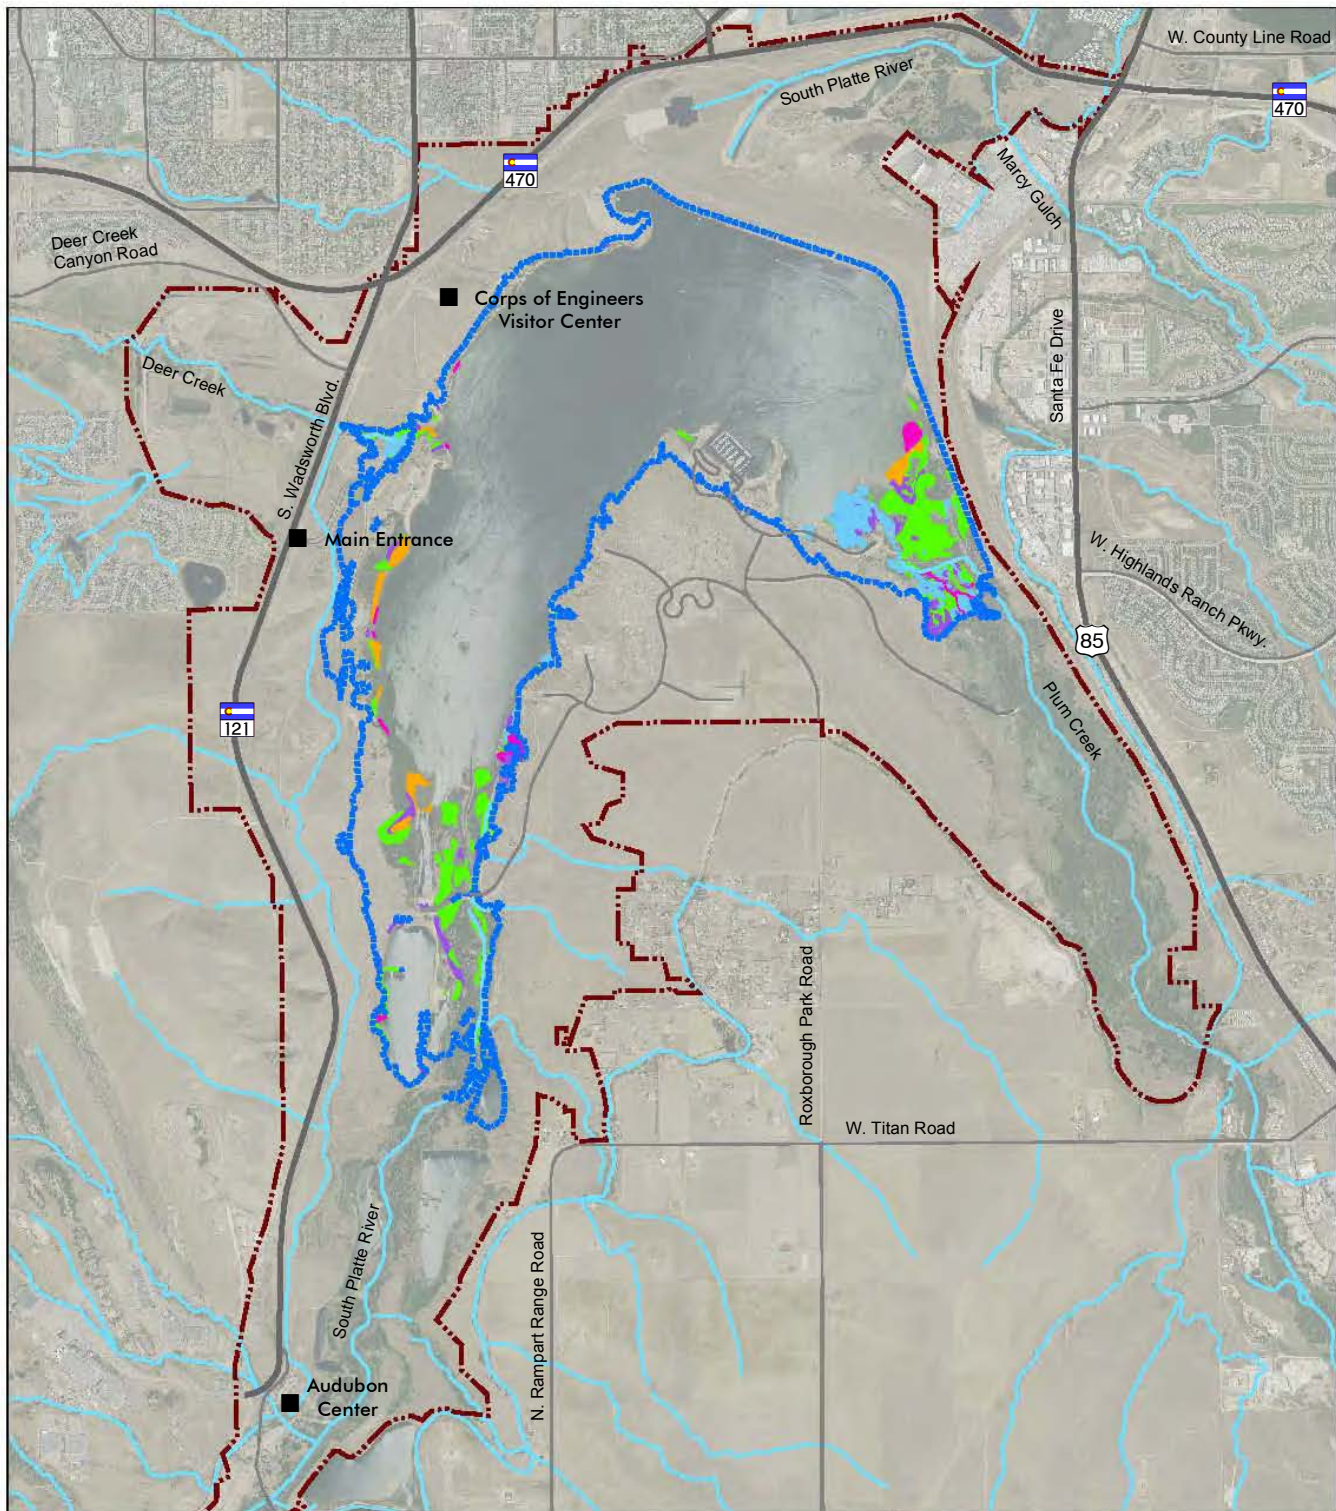 W. County Line Road
South Platte River
470
470
Marcy Gulch
Deer Creek
Canyon Road
Corps of Engineers
Visitor Center
Deer Creek
S. Wadsworth Blvd.
Santa Fe Drive
Main Entrance
W. Highlands Ranch Pkwy.
85
Plum Creek
121
Roxborough Park Road
W. Titan Road
South Platte River
N. Rampart Range Road
Audubon
Center